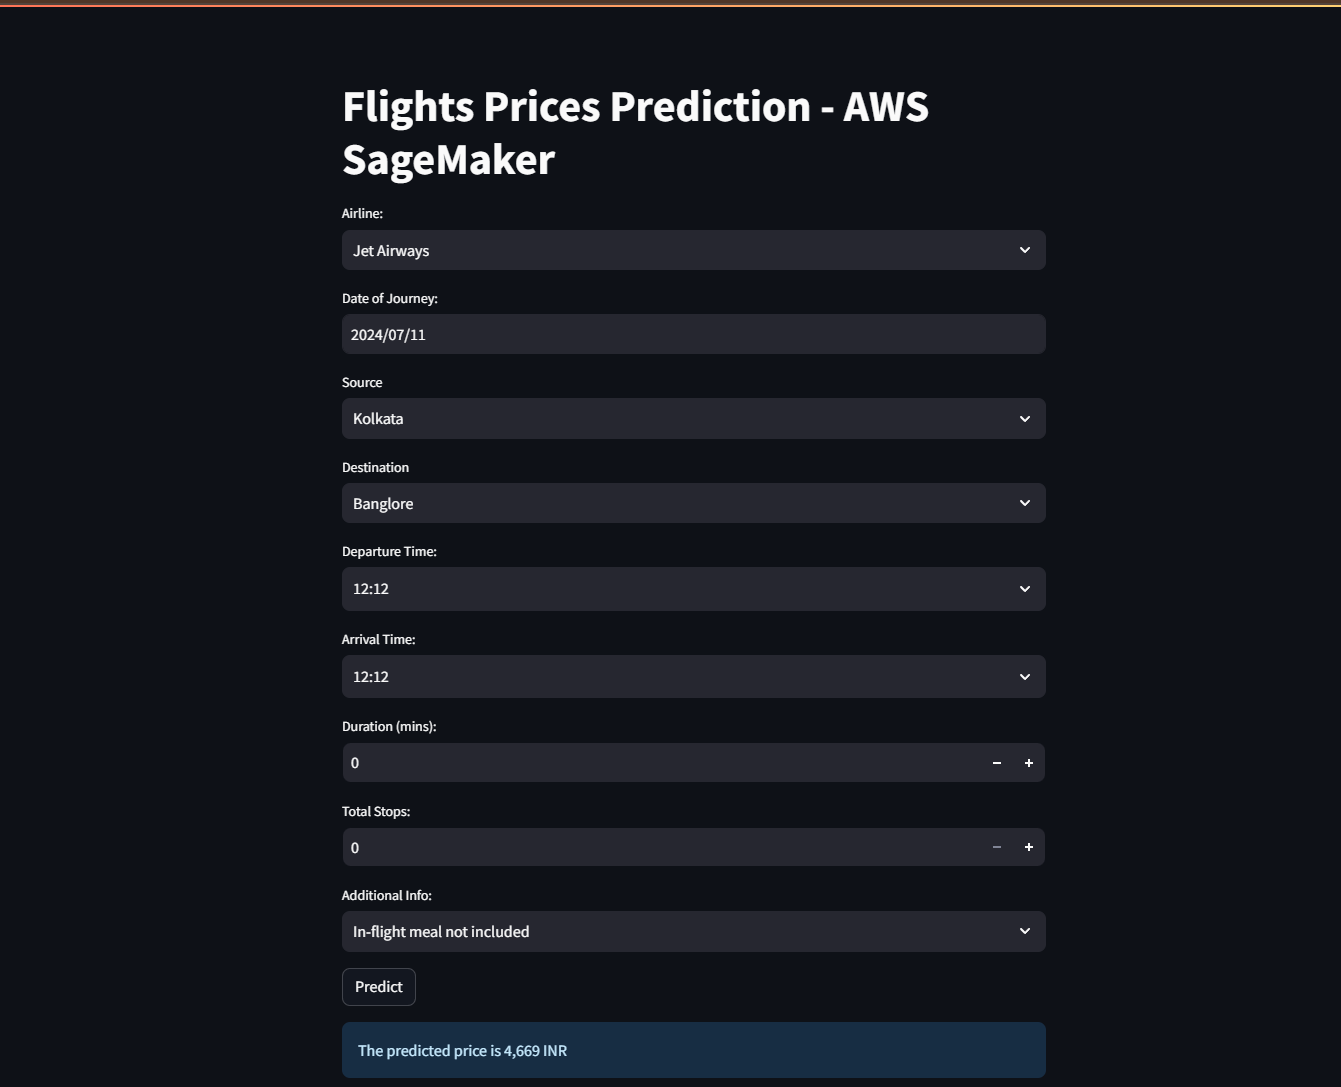 Flights Prices Prediction - AWS
SageMaker
Airline:
Jet Airways
Date of Journey:
2024/07/11
Source
Kolkata
Destination
Banglore
Departure Time:
12:12
Arrival Time:
12:12
Duration (mins):
0
Total Stops:
0
Additional Info:
In-flight meal not included
Predict
The predicted price is 4,669 INR